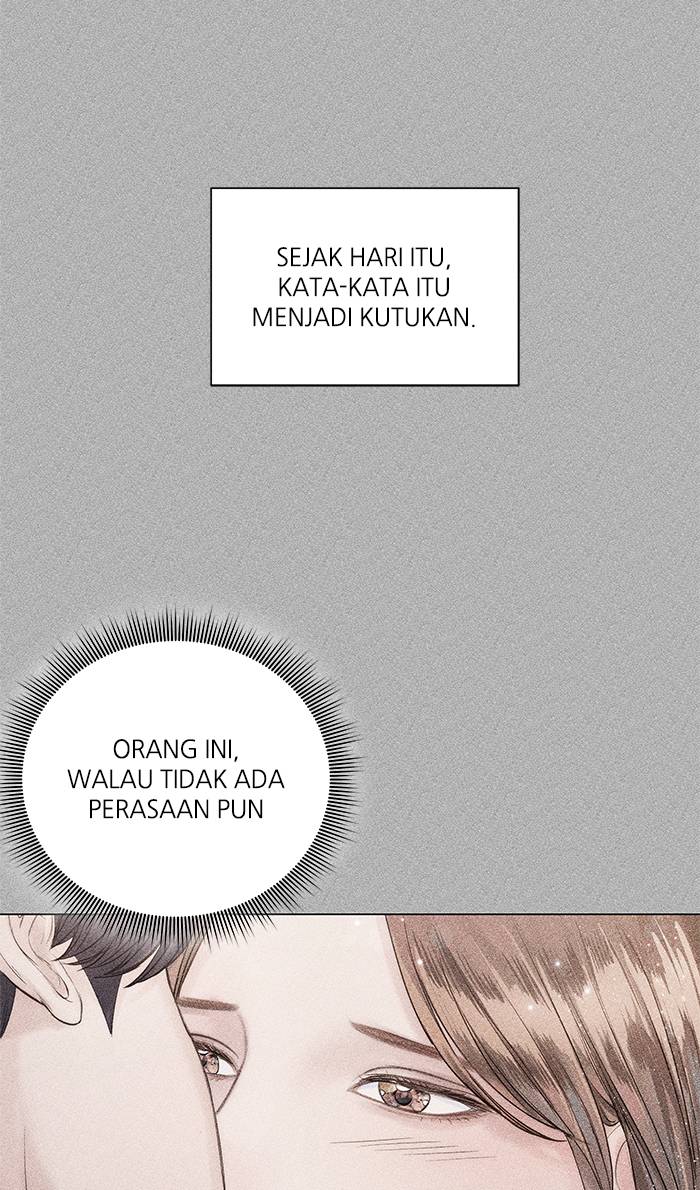 SEJAK HARI ITU,
KATA-KATA ITU
MENJADI KUTUKAN.
ORANG INI,
WALAU TIDAK ADA
PERASAAN PUN